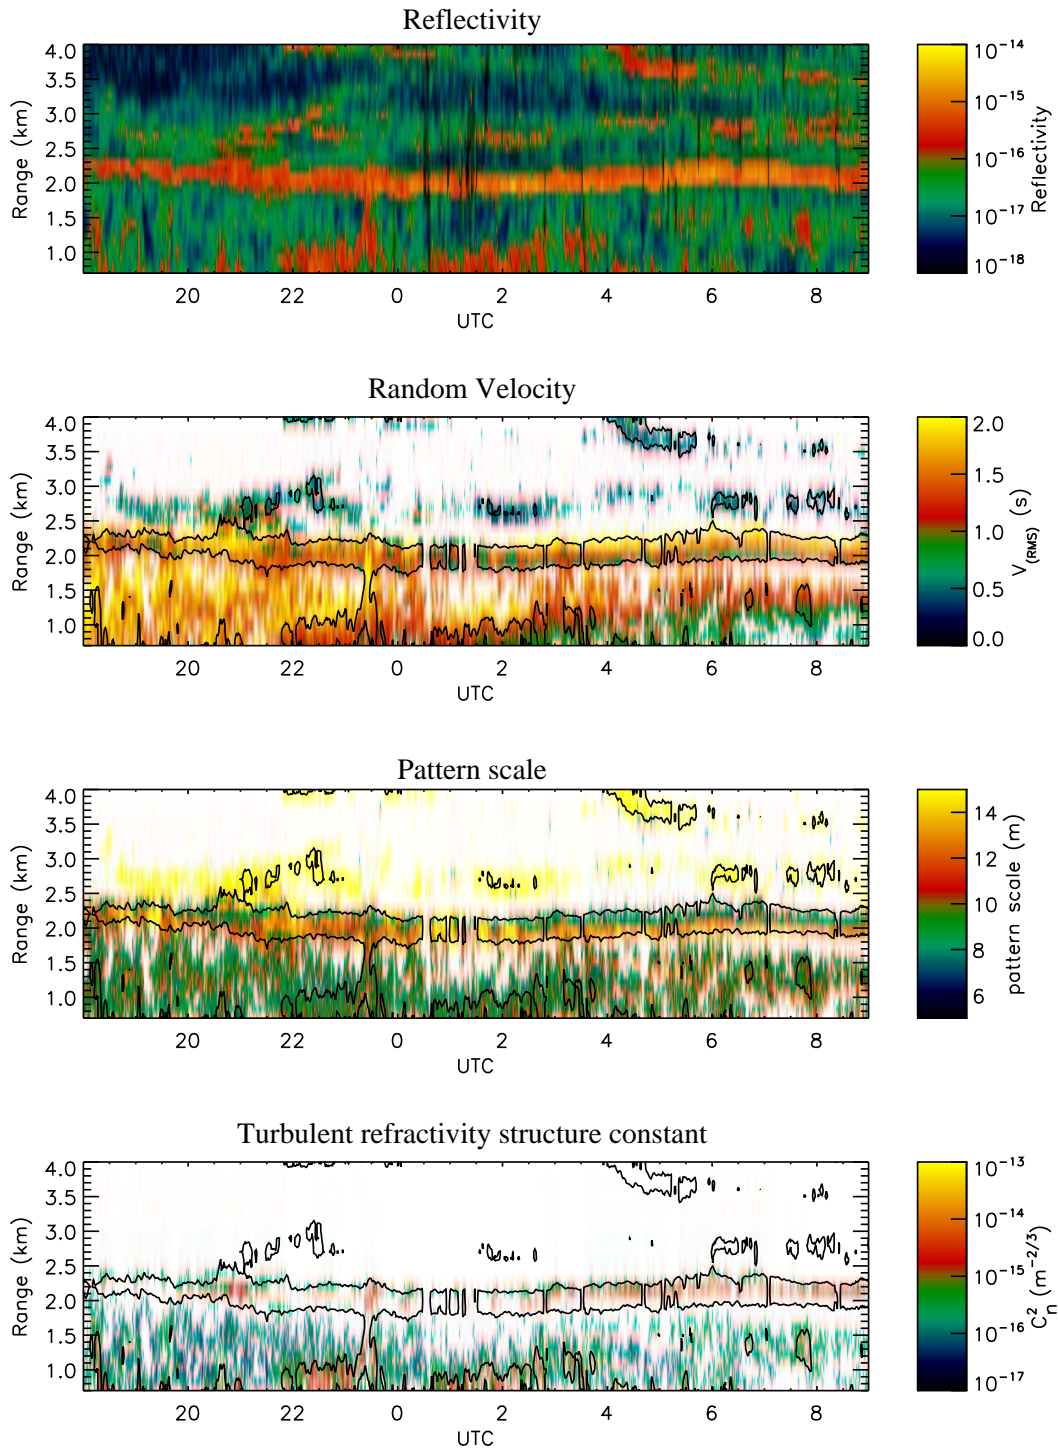 Reflectivity
4.0
3.5
3.0
2.5
2.0
1.5
1.0
Range (km)
20 22 0 2 4 6 8
UTC
10^-14
10^-15
10^-16
10^-17
10^-18
Reflectivity
Random Velocity
4.0
3.5
3.0
2.5
2.0
1.5
1.0
Range (km)
20 22 0 2 4 6 8
UTC
2.0
1.5
1.0
0.5
0.0
V(RMS) (s)
Pattern scale
4.0
3.5
3.0
2.5
2.0
1.5
1.0
Range (km)
20 22 0 2 4 6 8
UTC
14
12
10
8
6
pattern scale (m)
Turbulent refractivity structure constant
4.0
3.5
3.0
2.5
2.0
1.5
1.0
Range (km)
20 22 0 2 4 6 8
UTC
10^-13
10^-14
10^-15
10^-16
10^-17
C_n^2 (m^-2/3)